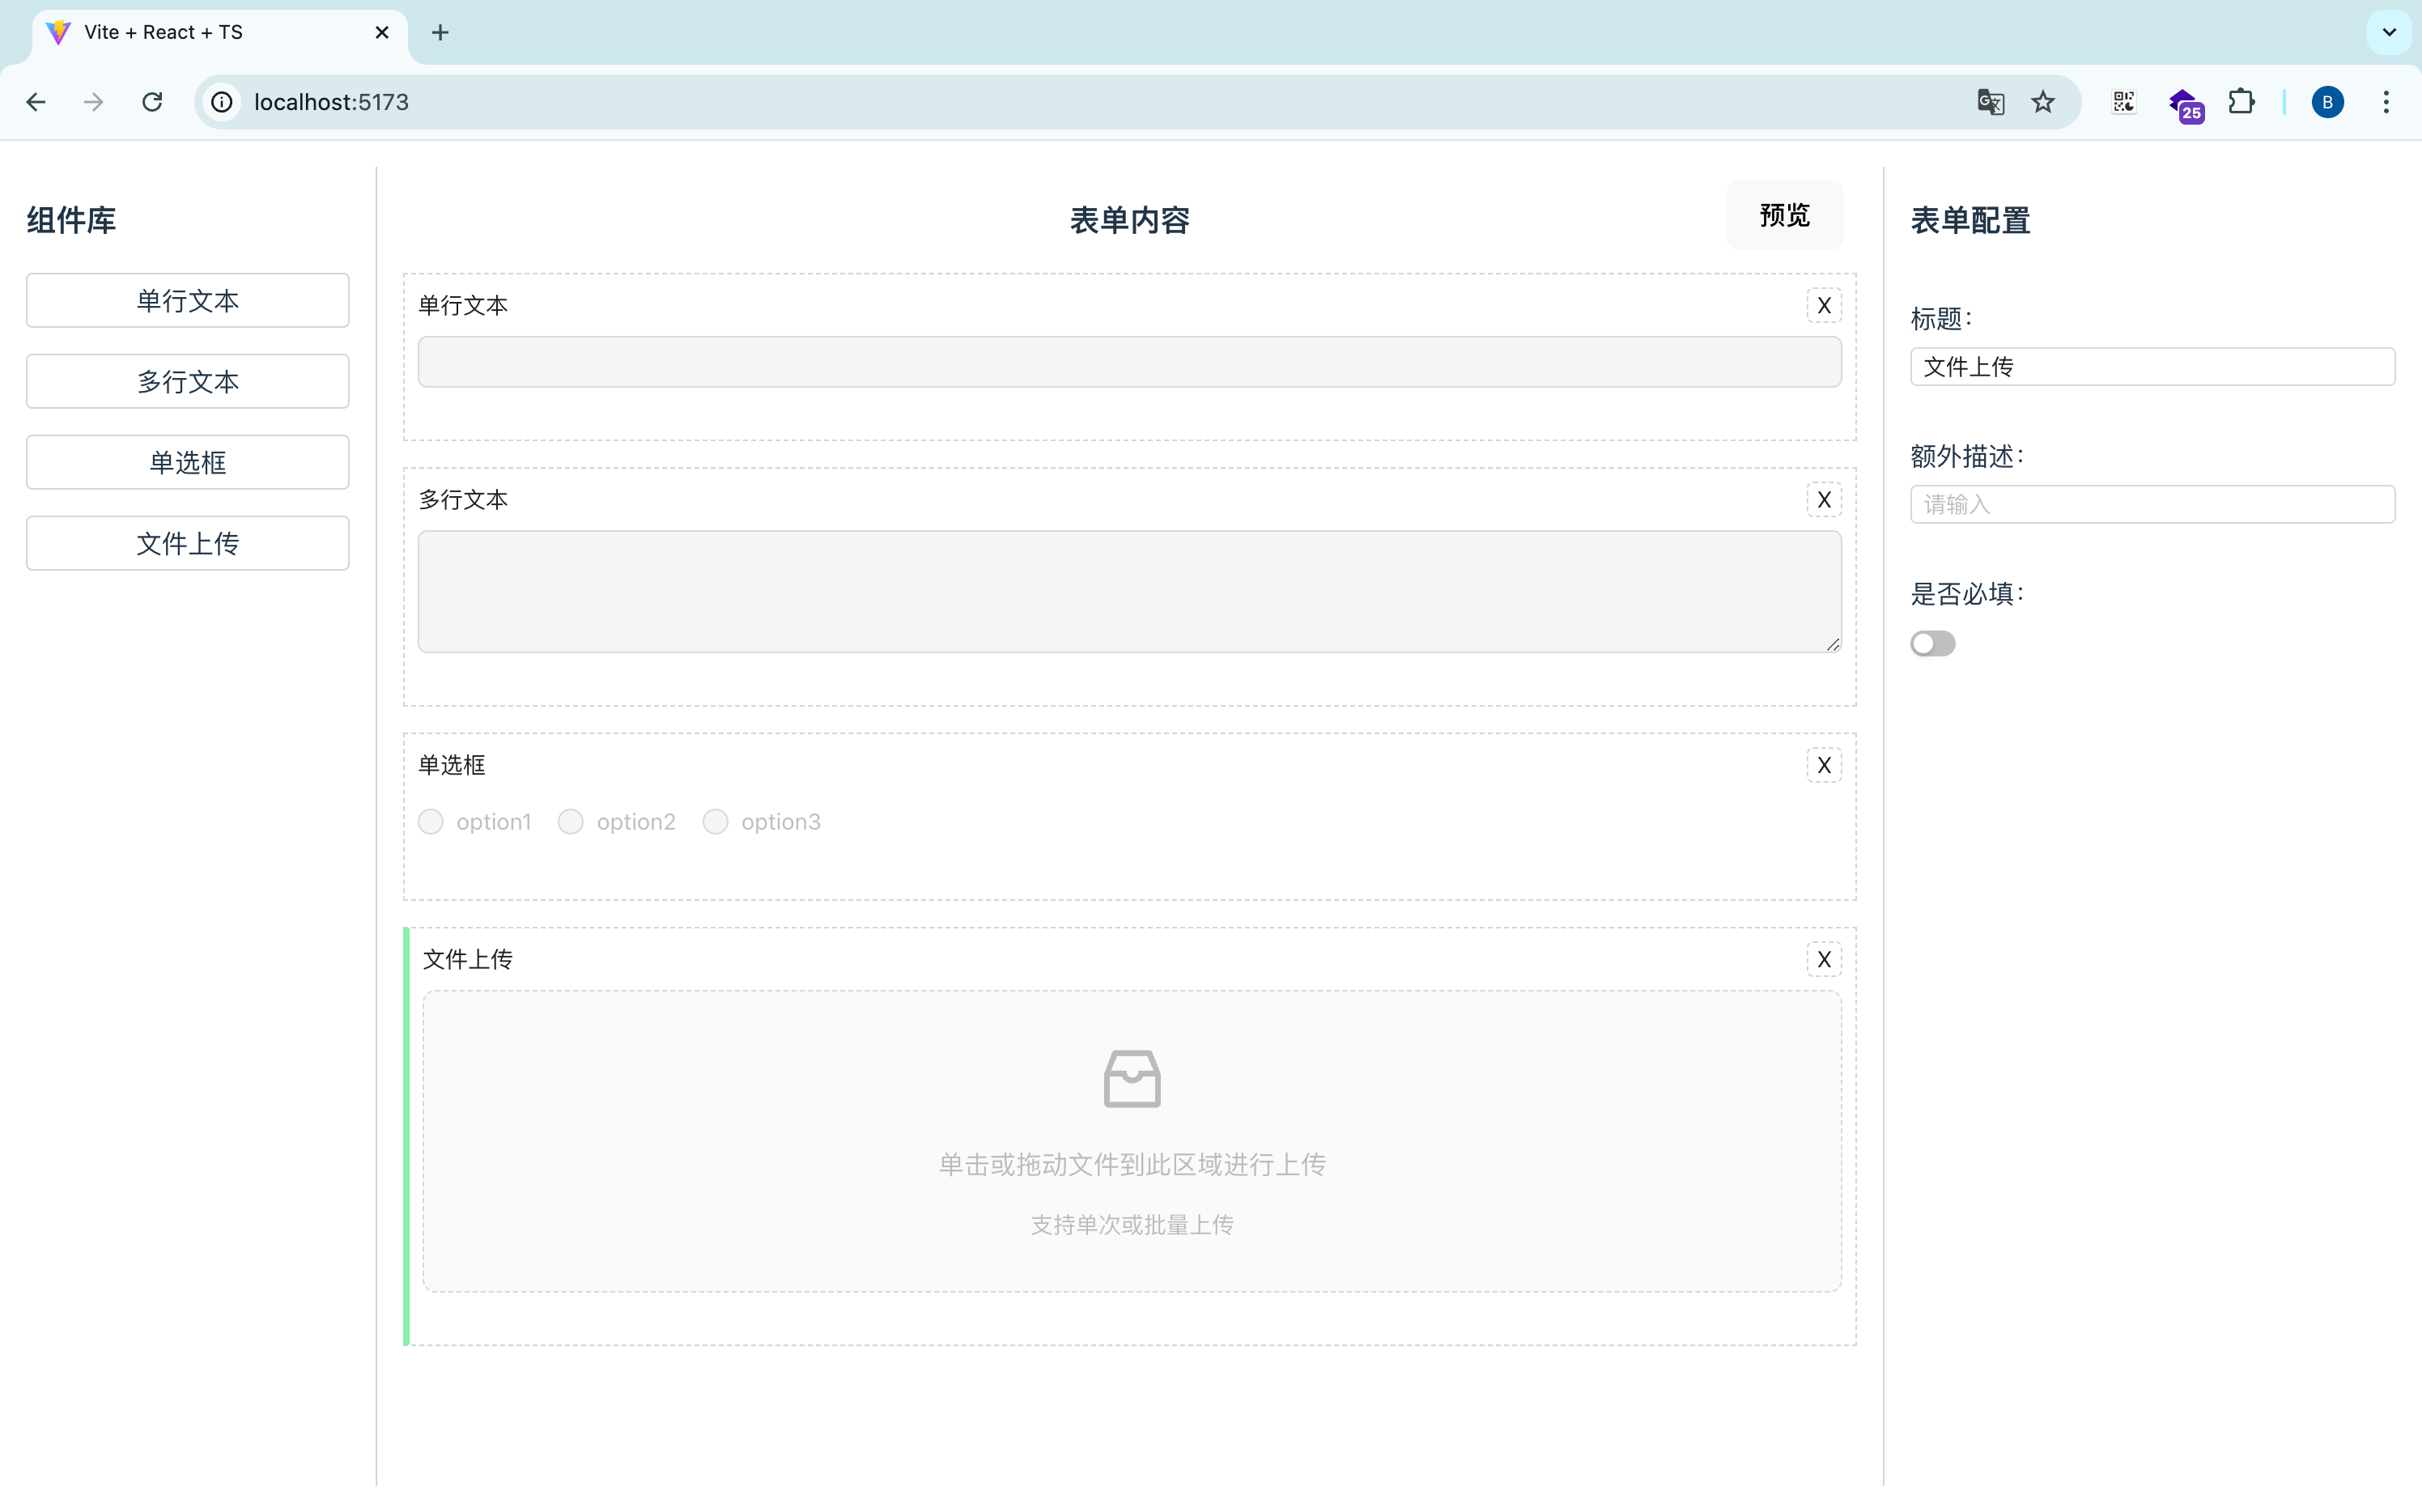 Vite + React + TS
localhost:5173
25
B
组件库
单行文本
多行文本
单选框
文件上传
表单内容
预览
单行文本
X
多行文本
X
单选框
X
option1 option2 option3
文件上传
X
单击或拖动文件到此区域进行上传
支持单次或批量上传
表单配置
标题：
文件上传
额外描述：
请输入
是否必填：